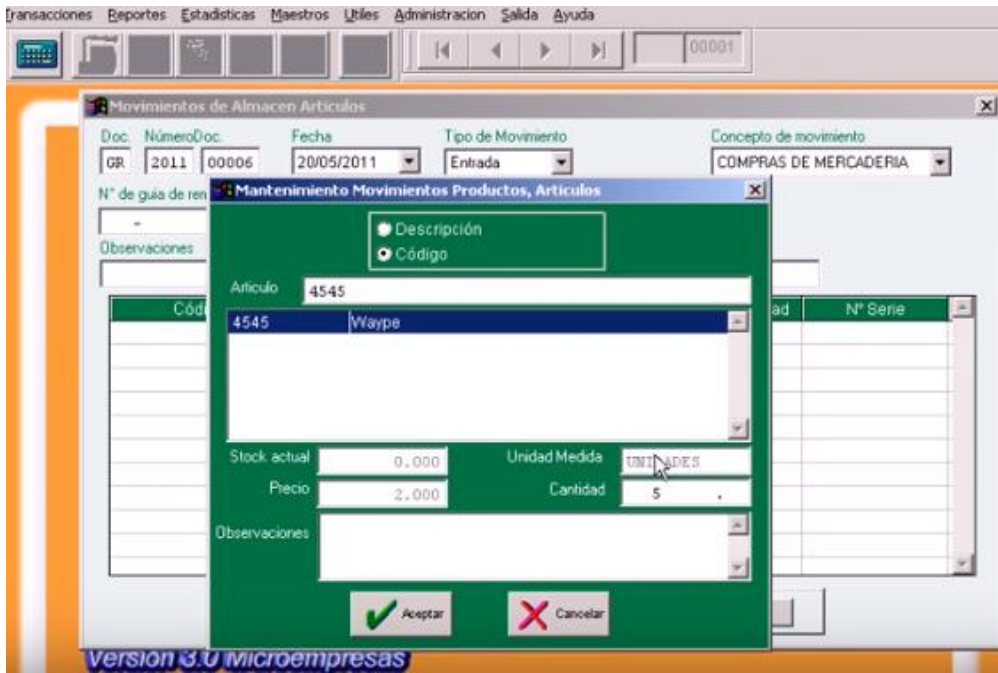 Transacciones Reportes Estadisticas Maestros Utiles Administracion Salida Ayuda
00001
Movimientos de Almacen Articulos
Doc. NúmeroDoc. Fecha Tipo de Movimiento Concepto de movimiento
GR 2011 00006 20/05/2011 Entrada COMPRAS DE MERCADERIA
N° de guia de ren
-
Mantenimiento Movimientos Productos, Articulos
Descripción
Código
Observaciones
Articulo 4545
Códi ad N° Serie
4545 Waype
Stock actual 0.000 Unidad Medida UNIDADES
Precio 2.000 Cantidad 5 .
Observaciones
Aceptar Cancelar
Versión 3.0 Microempresas